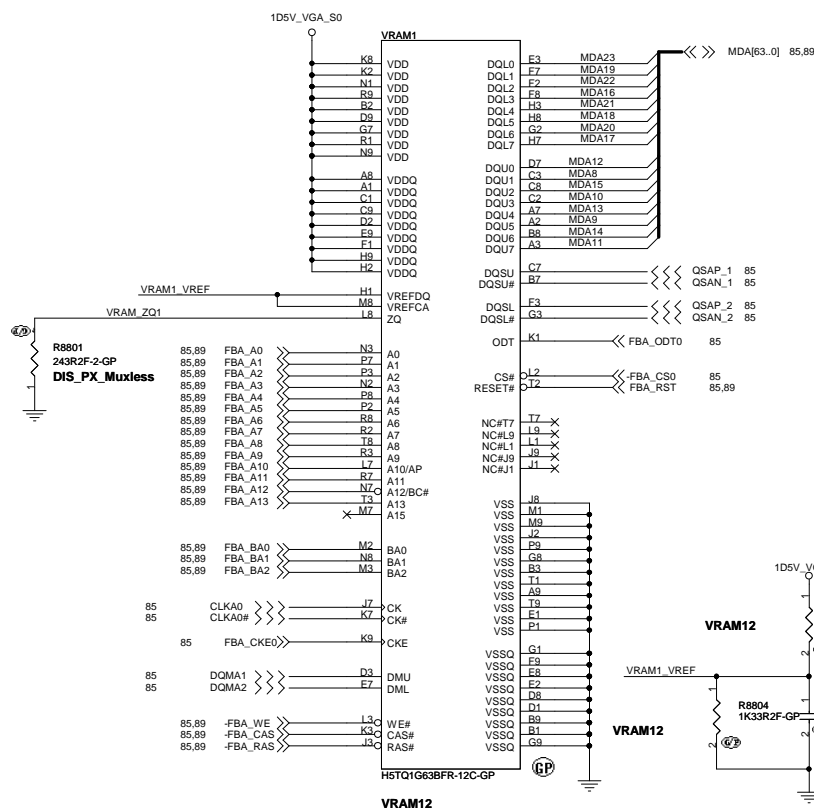 1D5V_VGA_S0
VRAM1
K8 VDD
K2 VDD
N1 VDD
R9 VDD
B2 VDD
D9 VDD
G7 VDD
R1 VDD
N9 VDD
A8 VDDQ
A1 VDDQ
C1 VDDQ
C9 VDDQ
D2 VDDQ
E9 VDDQ
F1 VDDQ
H9 VDDQ
H2 VDDQ
VRAM1_VREF H1 VREFDQ
M8 VREFCA
VRAM_ZQ1 L8 ZQ
R8801
243R2F-2-GP
DIS_PX_Muxless
1
85,89 FBA_A0 N3 A0
85,89 FBA_A1 P7 A1
85,89 FBA_A2 P3 A2
85,89 FBA_A3 N2 A3
85,89 FBA_A4 P8 A4
85,89 FBA_A5 P2 A5
85,89 FBA_A6 R8 A6
85,89 FBA_A7 R2 A7
85,89 FBA_A8 T8 A8
85,89 FBA_A9 R3 A9
85,89 FBA_A10 L7 A10/AP
85,89 FBA_A11 R7 A11
85,89 FBA_A12 N7 A12/BC#
85,89 FBA_A13 T3 A13
M7 A15
85,89 FBA_BA0 M2 BA0
85,89 FBA_BA1 N8 BA1
85,89 FBA_BA2 M3 BA2
85 CLKA0 J7 CK
85 CLKA0# K7 CK#
85 FBA_CKE0 K9 CKE
85 DQMA1 D3 DMU
85 DQMA2 E7 DML
85,89 -FBA_WE L3 WE#
85,89 -FBA_CAS K3 CAS#
85,89 -FBA_RAS J3 RAS#
DQL0 E3 MDA23
DQL1 F7 MDA19
DQL2 F2 MDA22
DQL3 F8 MDA16
DQL4 H3 MDA21
DQL5 H8 MDA18
DQL6 G2 MDA20
DQL7 H7 MDA17
MDA[63..0] 85,89
DQU0 D7 MDA12
DQU1 C3 MDA8
DQU2 C8 MDA15
DQU3 C2 MDA10
DQU4 A7 MDA13
DQU5 A2 MDA9
DQU6 B8 MDA14
DQU7 A3 MDA11
DQSU C7 QSAP_1 85
DQSU# B7 QSAN_1 85
DQSL F3 QSAP_2 85
DQSL# G3 QSAN_2 85
ODT K1 FBA_ODT0 85
CS# L2 -FBA_CS0 85
RESET# T2 FBA_RST 85,89
NC#T7 T7
NC#L9 L9
NC#L1 L1
NC#J9 J9
NC#J1 J1
VSS J8
VSS M1
VSS M9
VSS J2
VSS P9
VSS G8
VSS B3
VSS T1
VSS A9
VSS T9
VSS E1
VSS P1
VSSQ G1
VSSQ F9
VSSQ E8
VSSQ E2
VSSQ D8
VSSQ D1
VSSQ B9
VSSQ B1
VSSQ G9
H5TQ1G63BFR-12C-GP
GP
VRAM12
1
2
VRAM12
VRAM1_VREF
1
R8804
1K33R2F-GP
2
GP
1
2
VRAM12